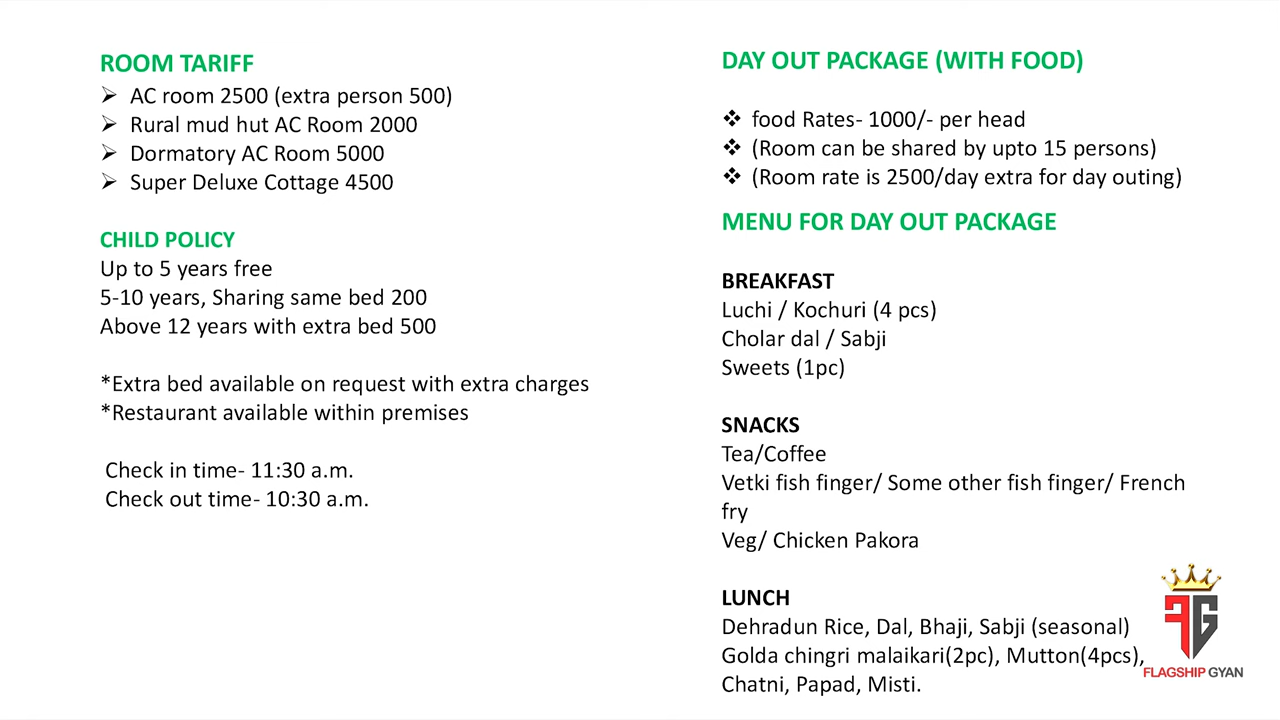 ROOM TARIFF
➢ AC room 2500 (extra person 500)
➢ Rural mud hut AC Room 2000
➢ Dormatory AC Room 5000
➢ Super Deluxe Cottage 4500
CHILD POLICY
Up to 5 years free
5-10 years, Sharing same bed 200
Above 12 years with extra bed 500
*Extra bed available on request with extra charges
*Restaurant available within premises
Check in time- 11:30 a.m.
Check out time- 10:30 a.m.
DAY OUT PACKAGE (WITH FOOD)
❖ food Rates- 1000/- per head
❖ (Room can be shared by upto 15 persons)
❖ (Room rate is 2500/day extra for day outing)
MENU FOR DAY OUT PACKAGE
BREAKFAST
Luchi / Kochuri (4 pcs)
Cholar dal / Sabji
Sweets (1pc)
SNACKS
Tea/Coffee
Vetki fish finger/ Some other fish finger/ French
fry
Veg/ Chicken Pakora
LUNCH
Dehradun Rice, Dal, Bhaji, Sabji (seasonal)
Golda chingri malaikari(2pc), Mutton(4pcs),
Chatni, Papad, Misti.
FG
FLAGSHIP GYAN